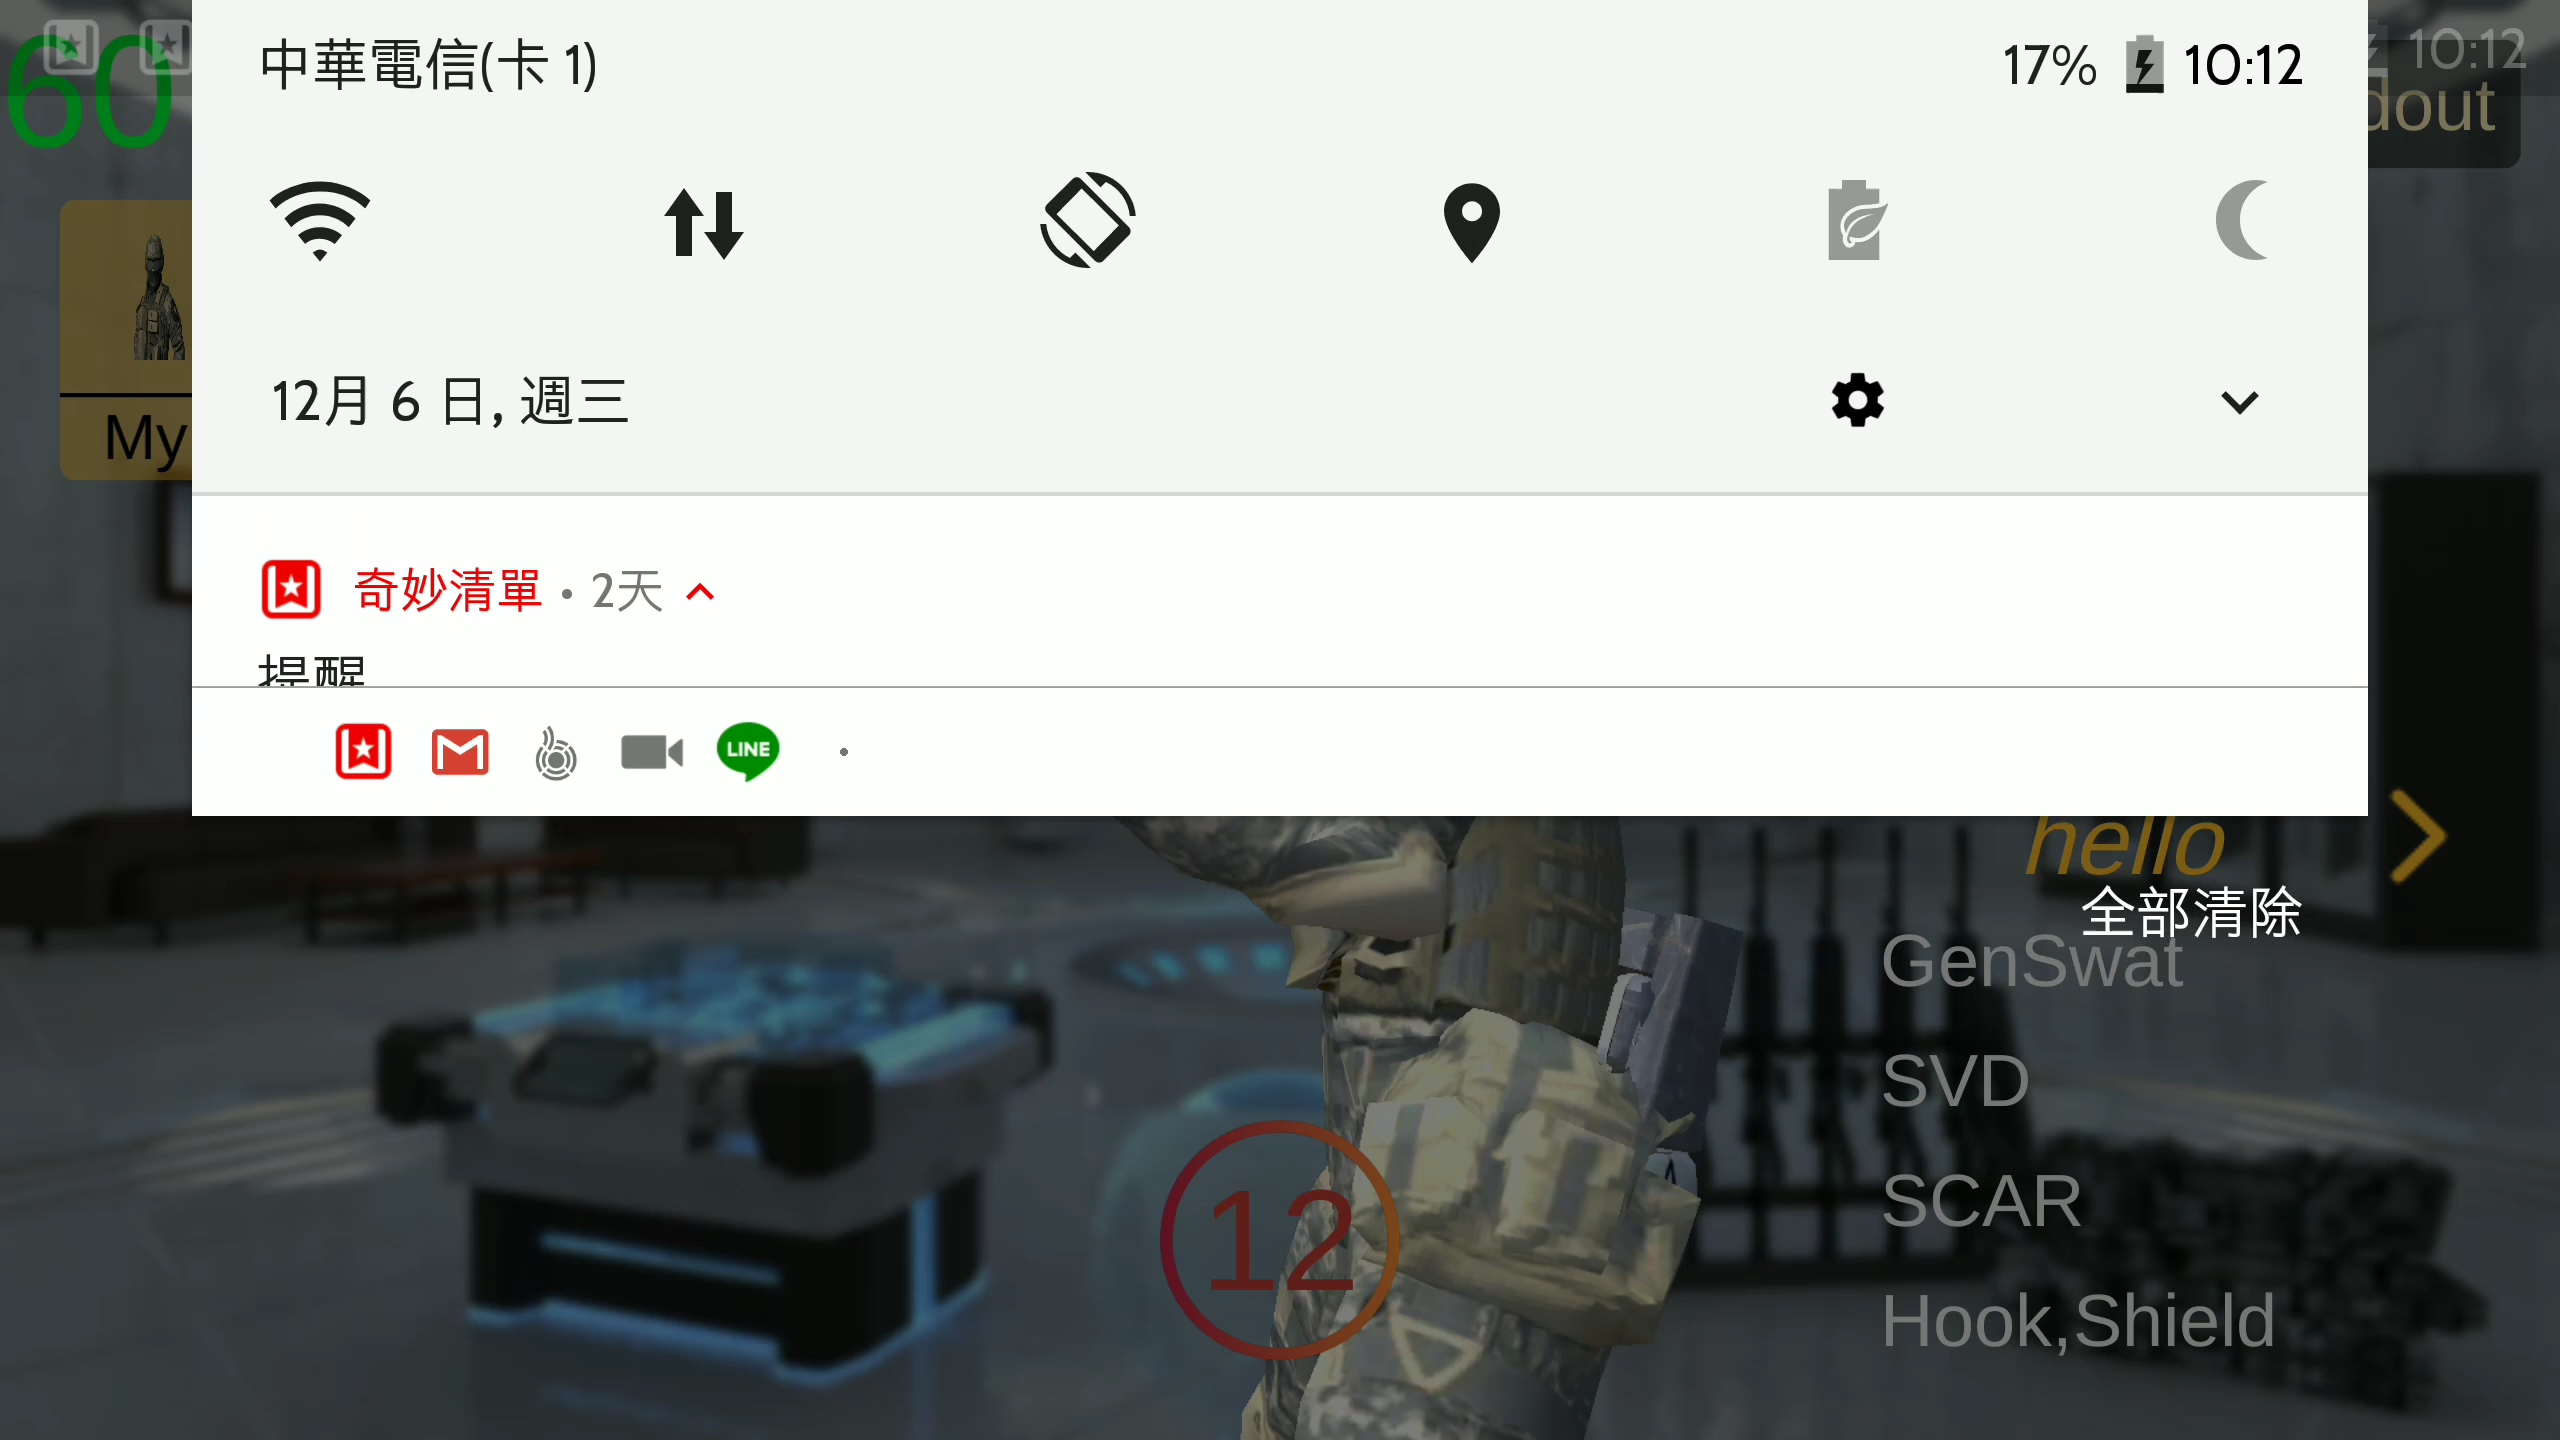 60
中華電信(卡 1)
17%
10:12
10:12
dout
12月 6 日, 週三
My
奇妙清單 • 2天
提醒
LINE
hello
全部清除
GenSwat
SVD
SCAR
Hook,Shield
12